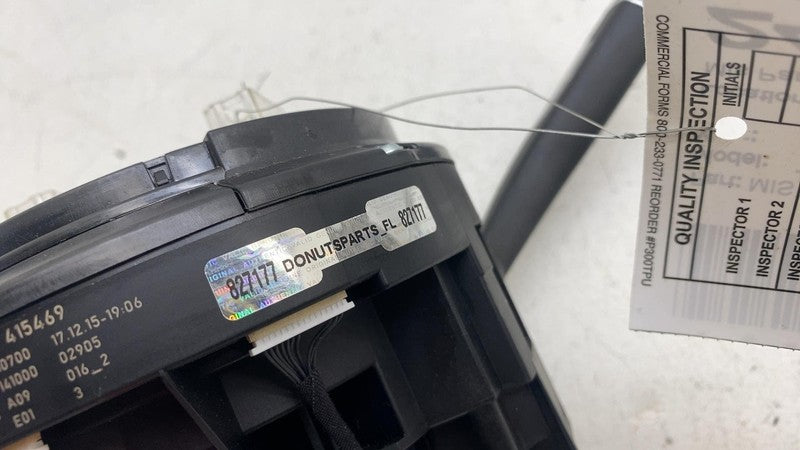 827177 DONUTSPARTS_FL 827177
415469
0700 17.12.15-19:06
141000 02905
A09 016_2
E01 3
COMMERCIAL FORMS 800-233-0771 REORDER #P300TPU
QUALITY INSPECTION
INITIALS
INSPECTOR 1
INSPECTOR 2